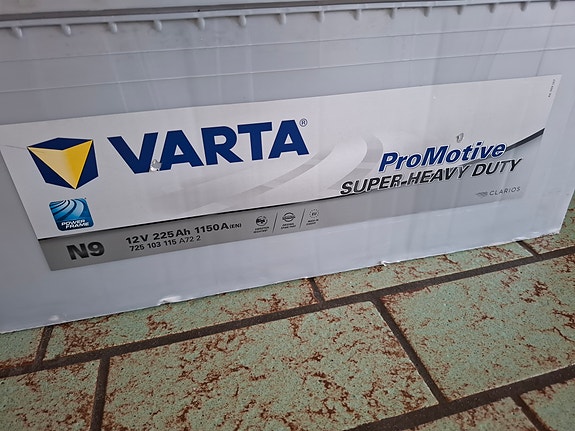 VARTA®
ProMotive
SUPER-HEAVY DUTY
CLARIOS
POWER
FRAME
N9
12V 225Ah 1150A(EN)
725 103 115 A72 2